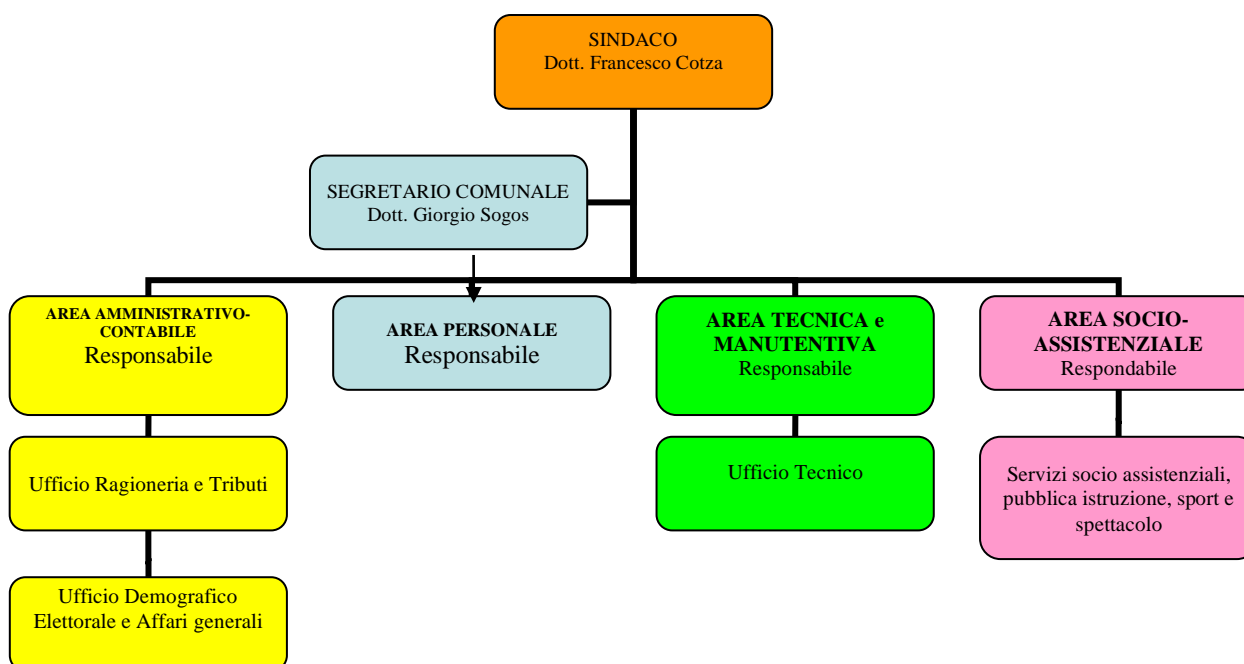 SINDACO
Dott. Francesco Cotza
SEGRETARIO COMUNALE
Dott. Giorgio Sogos
AREA AMMINISTRATIVO-
CONTABILE
Responsabile
AREA PERSONALE
Responsabile
AREA TECNICA e
MANUTENTIVA
Responsabile
AREA SOCIO-
ASSISTENZIALE
Respondabile
Ufficio Ragioneria e Tributi
Ufficio Tecnico
Servizi socio assistenziali,
pubblica istruzione, sport e
spettacolo
Ufficio Demografico
Elettorale e Affari generali